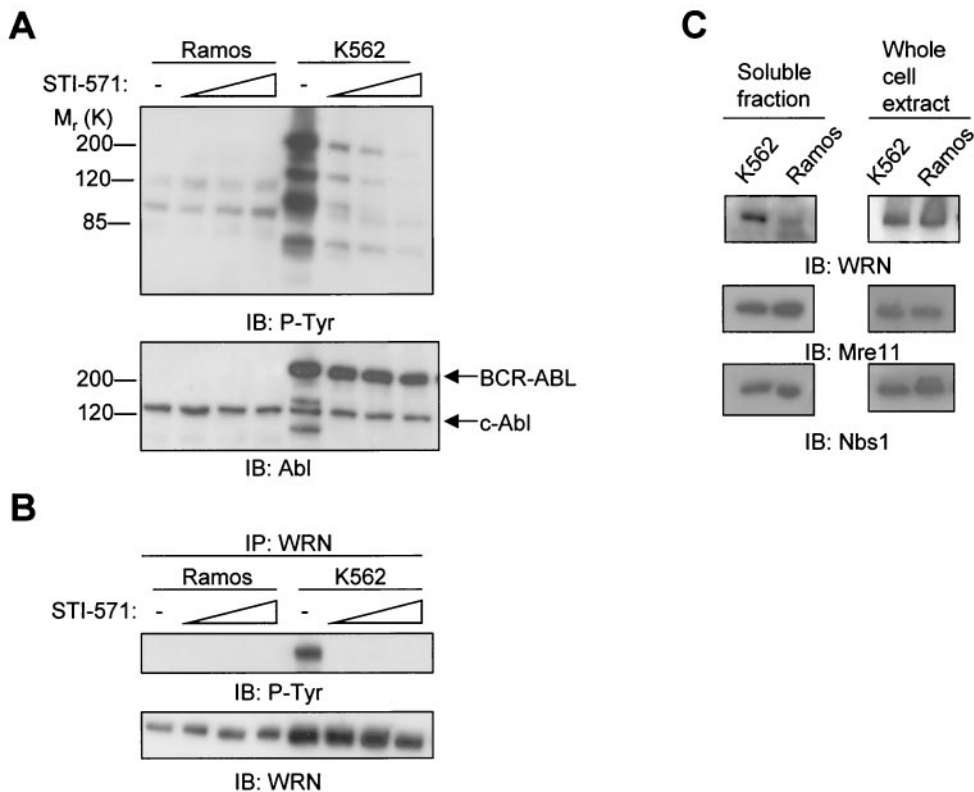 A
Ramos K562
STI-571: - -
Mr (K)
200
120
85
IB: P-Tyr
200
120
BCR-ABL
c-Abl
IB: Abl
B
IP: WRN
Ramos K562
STI-571: - -
IB: P-Tyr
IB: WRN
C
Soluble fraction
Whole cell extract
K562 Ramos K562 Ramos
IB: WRN
IB: Mre11
IB: Nbs1